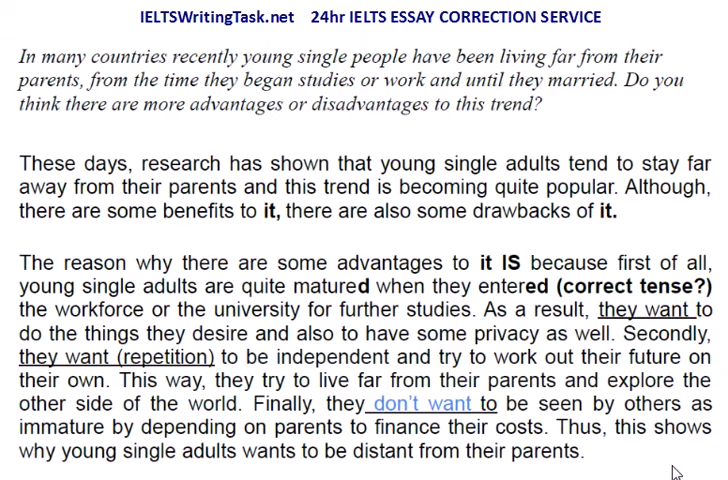 IELTSWritingTask.net 24hr IELTS ESSAY CORRECTION SERVICE
In many countries recently young single people have been living far from their
parents, from the time they began studies or work and until they married. Do you
think there are more advantages or disadvantages to this trend?
These days, research has shown that young single adults tend to stay far
away from their parents and this trend is becoming quite popular. Although,
there are some benefits to it, there are also some drawbacks of it.
The reason why there are some advantages to it IS because first of all,
young single adults are quite matured when they entered (correct tense?)
the workforce or the university for further studies. As a result, they want to
do the things they desire and also to have some privacy as well. Secondly,
they want (repetition) to be independent and try to work out their future on
their own. This way, they try to live far from their parents and explore the
other side of the world. Finally, they don't want to be seen by others as
immature by depending on parents to finance their costs. Thus, this shows
why young single adults wants to be distant from their parents.